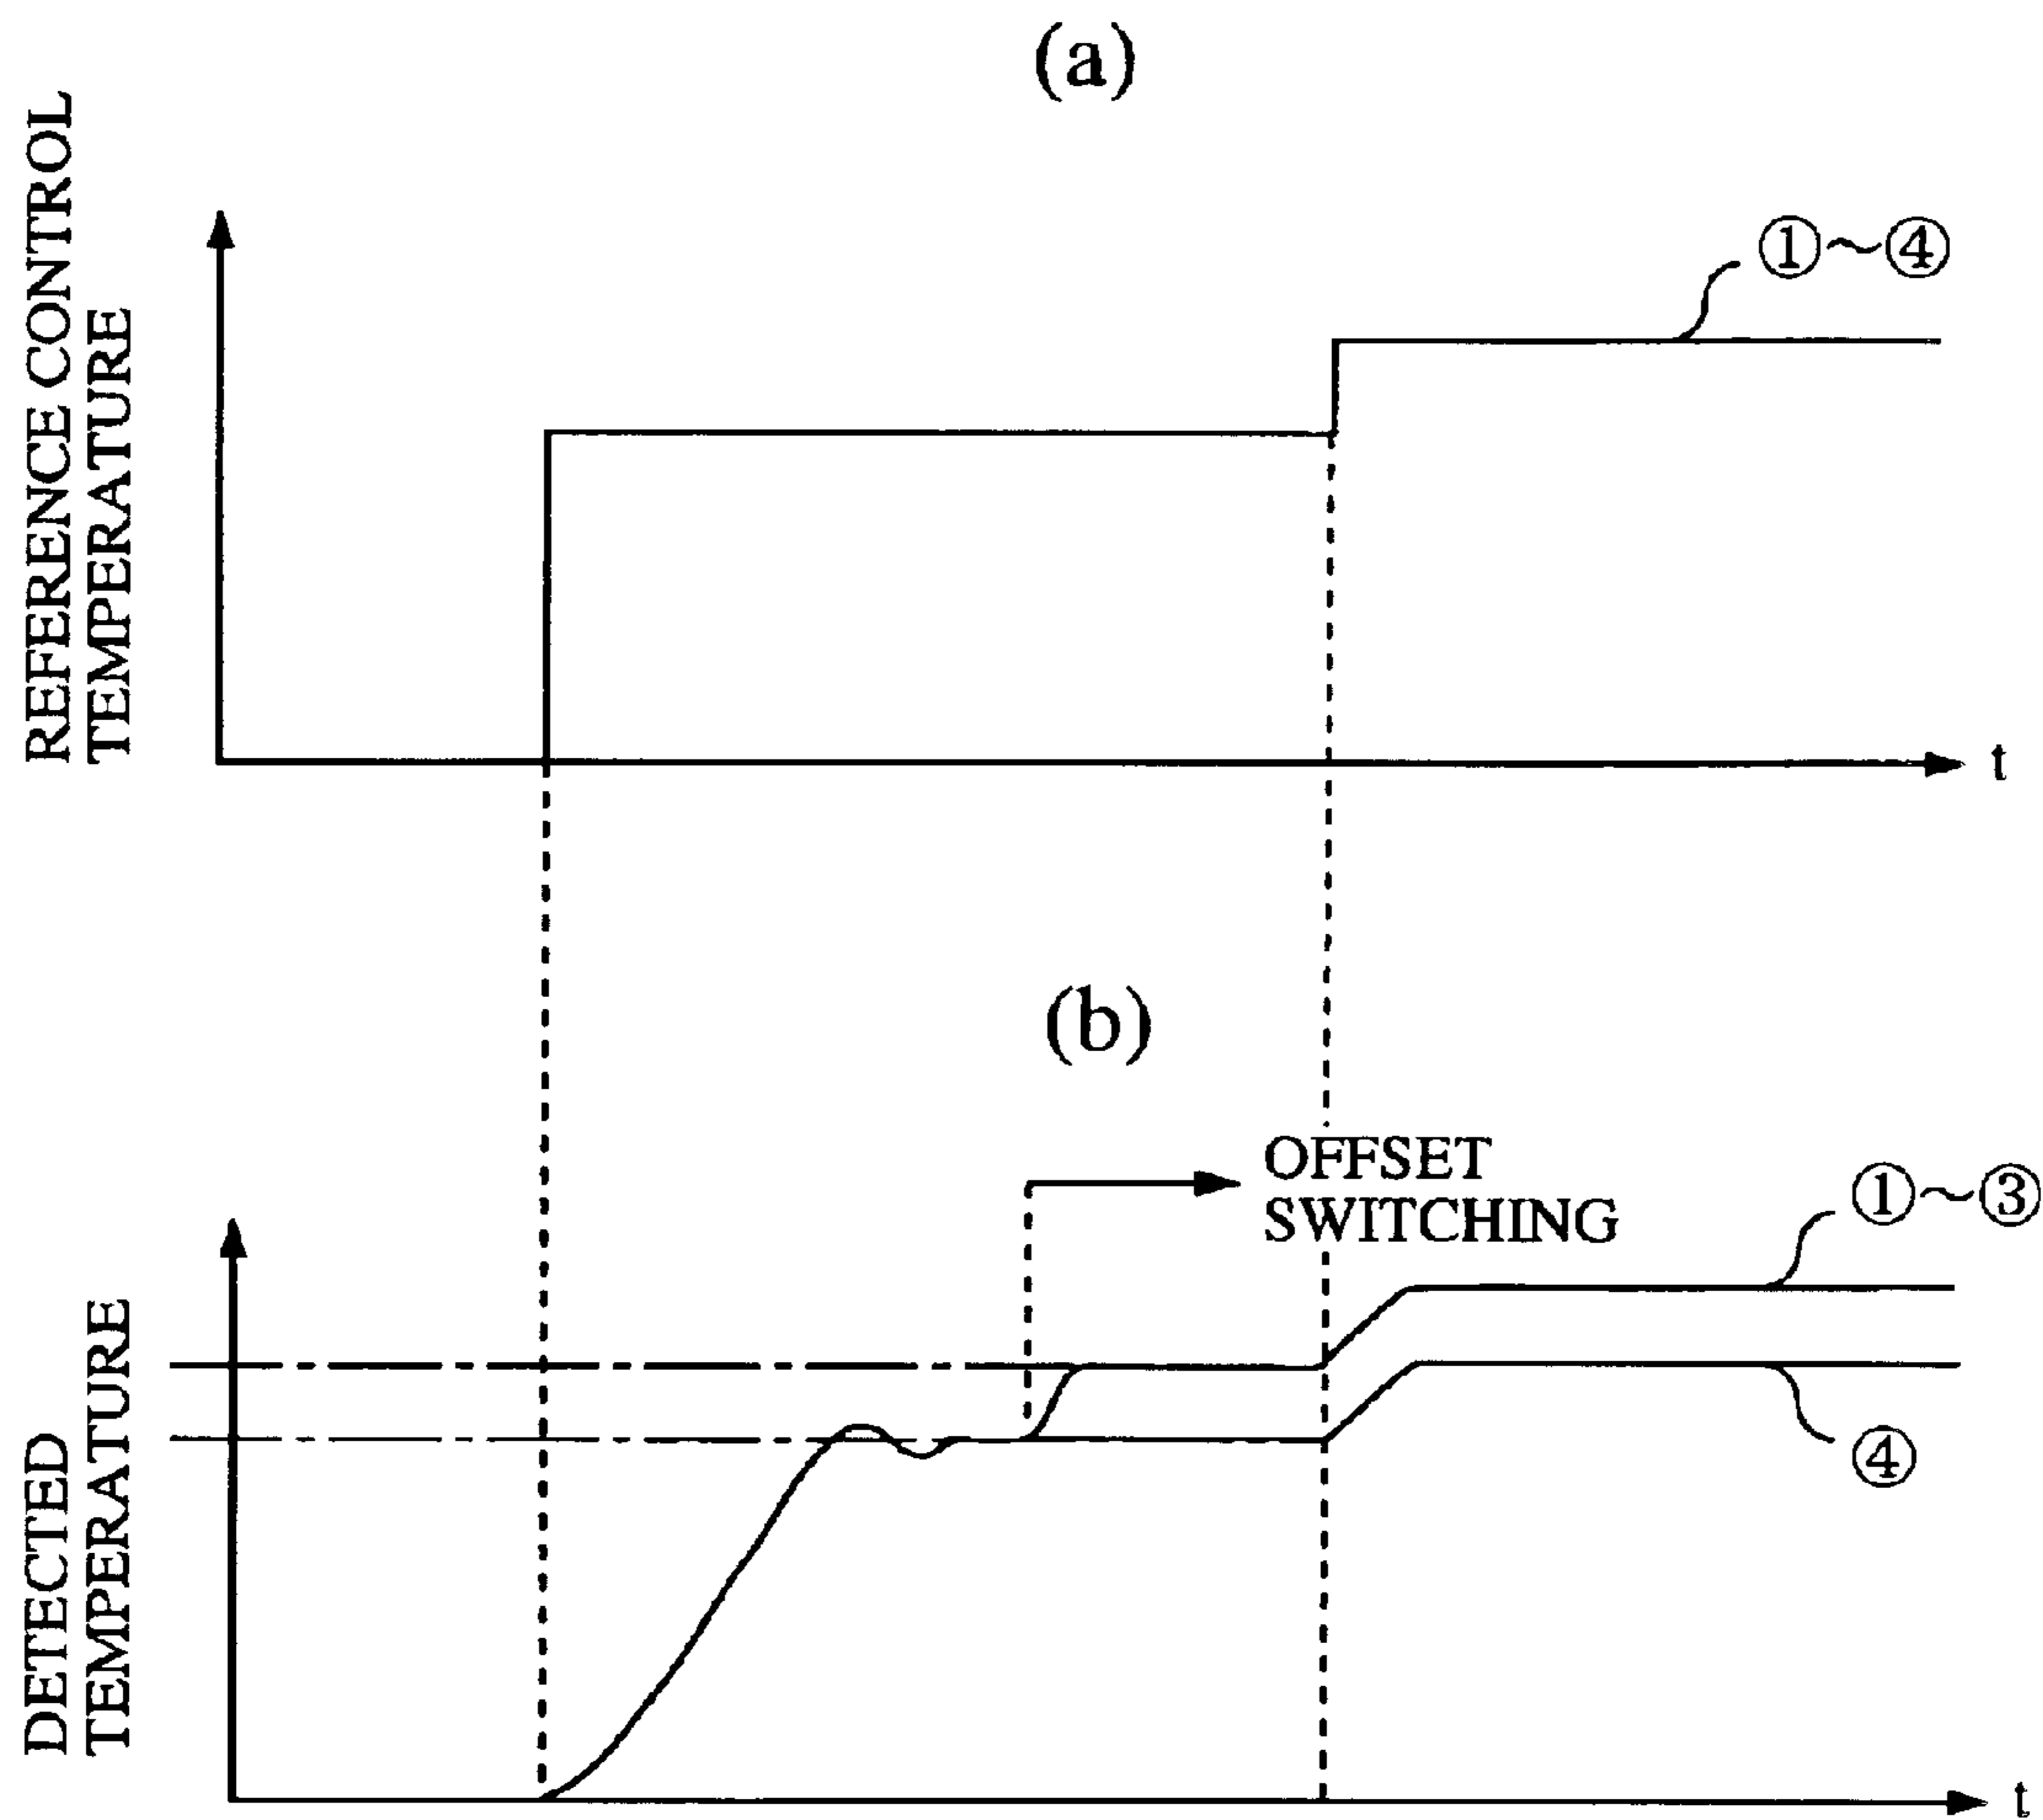 (a)
REFERENCE CONTROL
TEMPERATURE
①~④
t
(b)
OFFSET
SWITCHING
①~③
DETECTED
TEMPERATURE
④
t